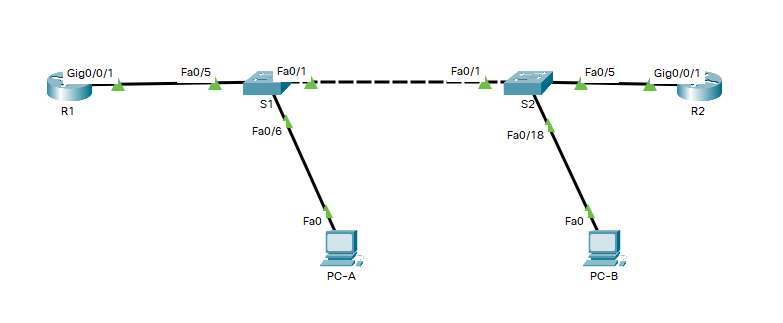 Gig0/0/1
Fa0/5
Fa0/1
Fa0/1
Fa0/5
Gig0/0/1
R1
S1
S2
R2
Fa0/6
Fa0/18
Fa0
Fa0
PC-A
PC-B